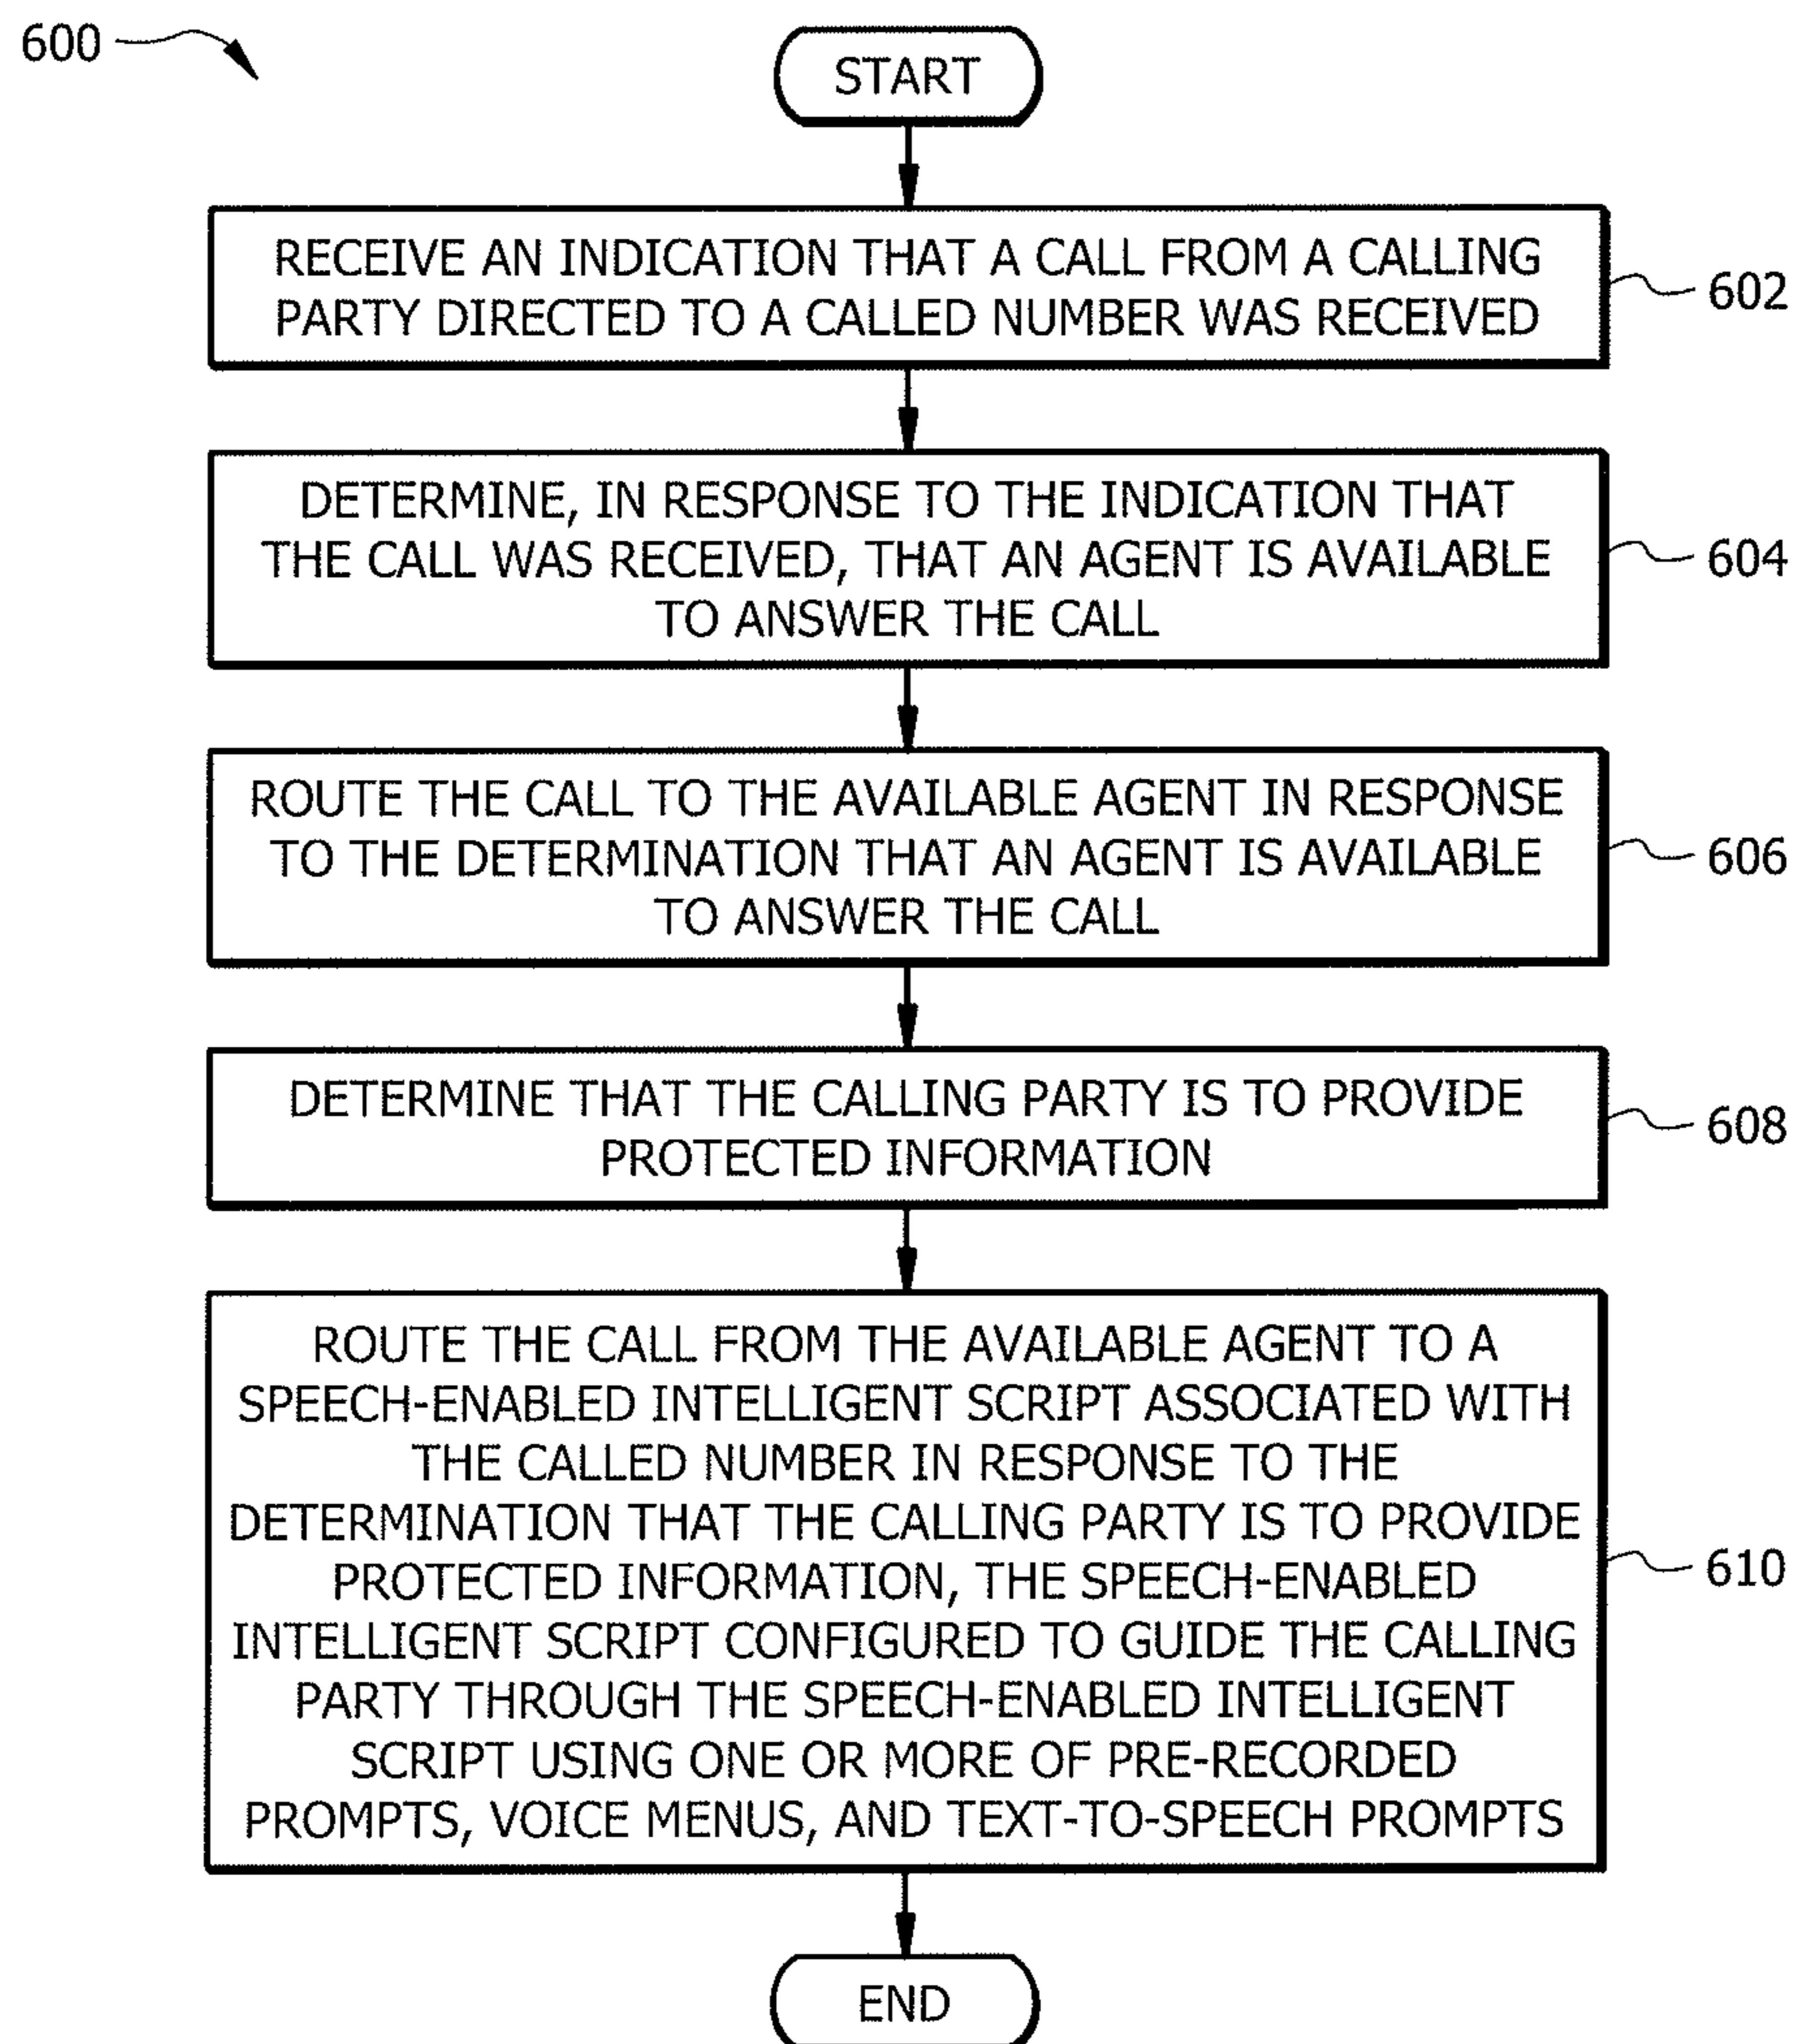 600
START
RECEIVE AN INDICATION THAT A CALL FROM A CALLING
PARTY DIRECTED TO A CALLED NUMBER WAS RECEIVED
602
DETERMINE, IN RESPONSE TO THE INDICATION THAT
THE CALL WAS RECEIVED, THAT AN AGENT IS AVAILABLE
TO ANSWER THE CALL
604
ROUTE THE CALL TO THE AVAILABLE AGENT IN RESPONSE
TO THE DETERMINATION THAT AN AGENT IS AVAILABLE
TO ANSWER THE CALL
606
DETERMINE THAT THE CALLING PARTY IS TO PROVIDE
PROTECTED INFORMATION
608
ROUTE THE CALL FROM THE AVAILABLE AGENT TO A
SPEECH-ENABLED INTELLIGENT SCRIPT ASSOCIATED WITH
THE CALLED NUMBER IN RESPONSE TO THE
DETERMINATION THAT THE CALLING PARTY IS TO PROVIDE
PROTECTED INFORMATION, THE SPEECH-ENABLED
INTELLIGENT SCRIPT CONFIGURED TO GUIDE THE CALLING
PARTY THROUGH THE SPEECH-ENABLED INTELLIGENT
SCRIPT USING ONE OR MORE OF PRE-RECORDED
PROMPTS, VOICE MENUS, AND TEXT-TO-SPEECH PROMPTS
610
END